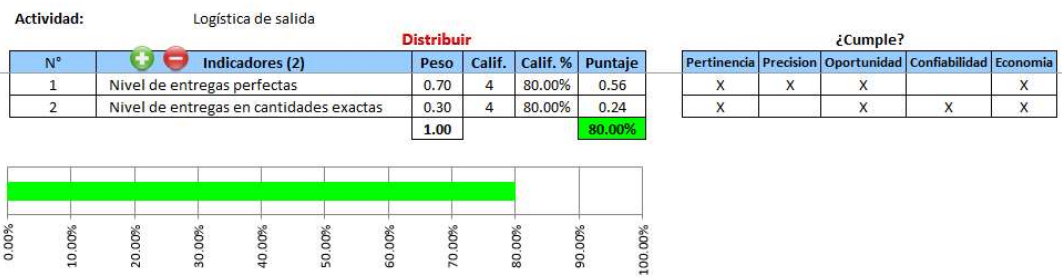 Actividad: Logística de salida
Distribuir ¿Cumple?
N° Indicadores (2) Peso Calif. Calif. % Puntaje Pertinencia Precision Oportunidad Confiabilidad Economia
1 Nivel de entregas perfectas 0.70 4 80.00% 0.56 X X X X
2 Nivel de entregas en cantidades exactas 0.30 4 80.00% 0.24 X X X X
1.00 80.00%
0.00% 10.00% 20.00% 30.00% 40.00% 50.00% 60.00% 70.00% 80.00% 90.00% 100.00%